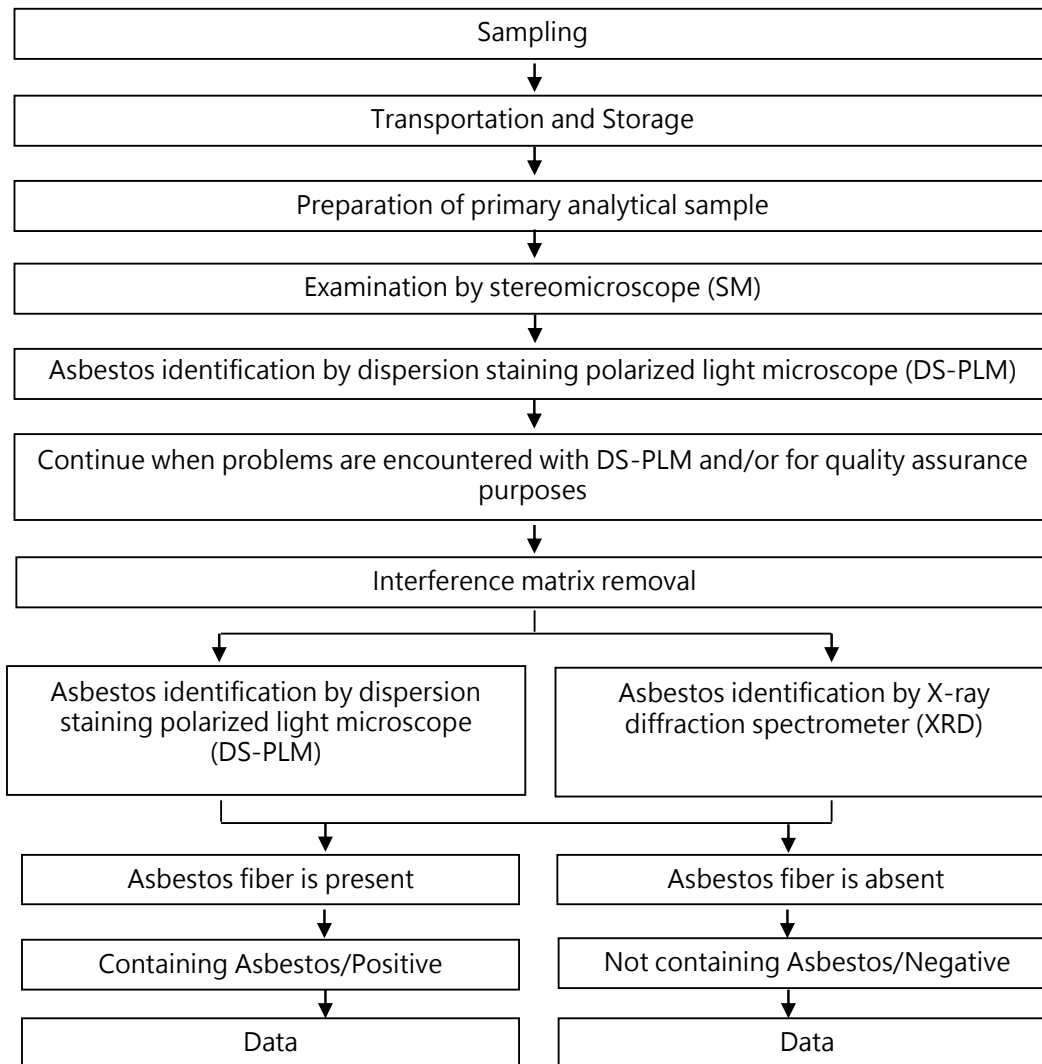 Sampling
Transportation and Storage
Preparation of primary analytical sample
Examination by stereomicroscope (SM)
Asbestos identification by dispersion staining polarized light microscope (DS-PLM)
Continue when problems are encountered with DS-PLM and/or for quality assurance
purposes
Interference matrix removal
Asbestos identification by dispersion
staining polarized light microscope
(DS-PLM)
Asbestos identification by X-ray
diffraction spectrometer (XRD)
Asbestos fiber is present
Asbestos fiber is absent
Containing Asbestos/Positive
Not containing Asbestos/Negative
Data
Data